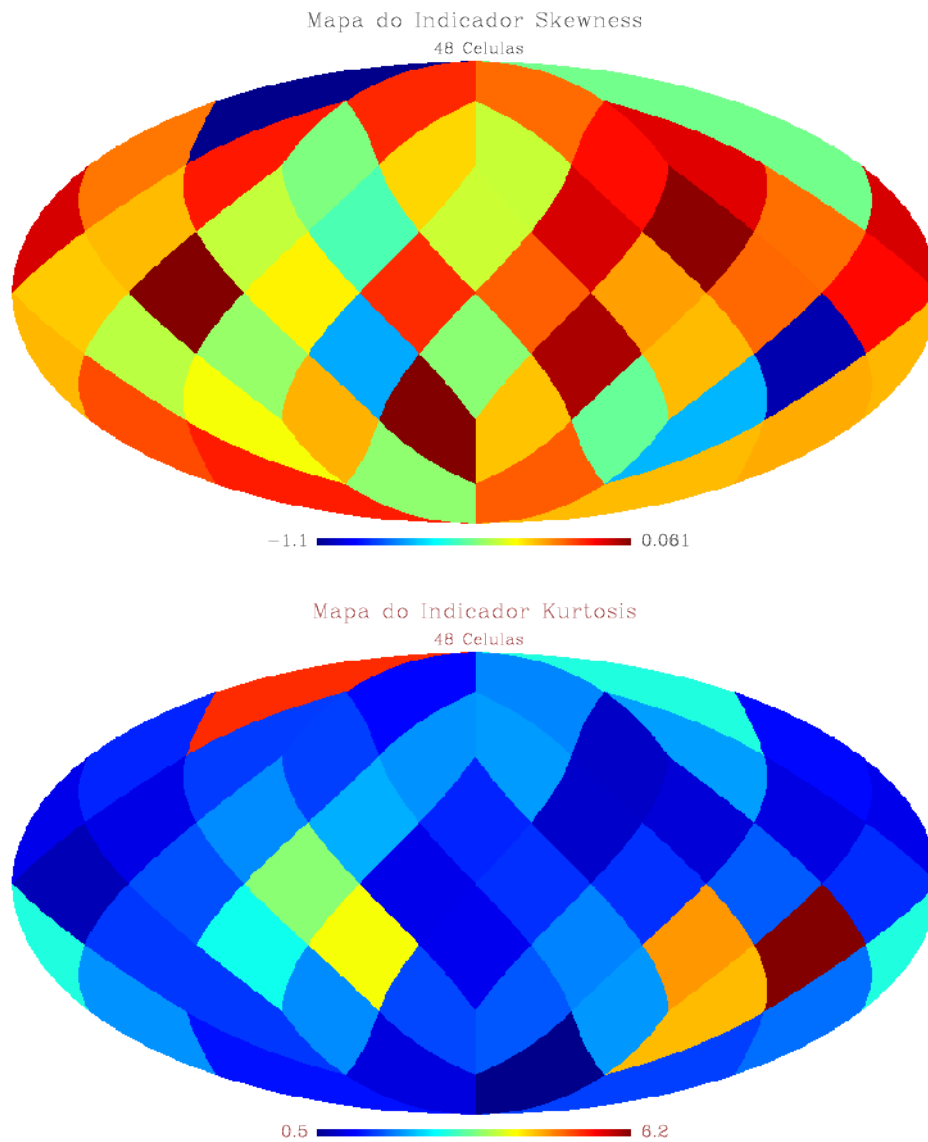 Mapa do Indicador Skewness
48 Celulas
−1.1 0.061
Mapa do Indicador Kurtosis
48 Celulas
0.5 6.2